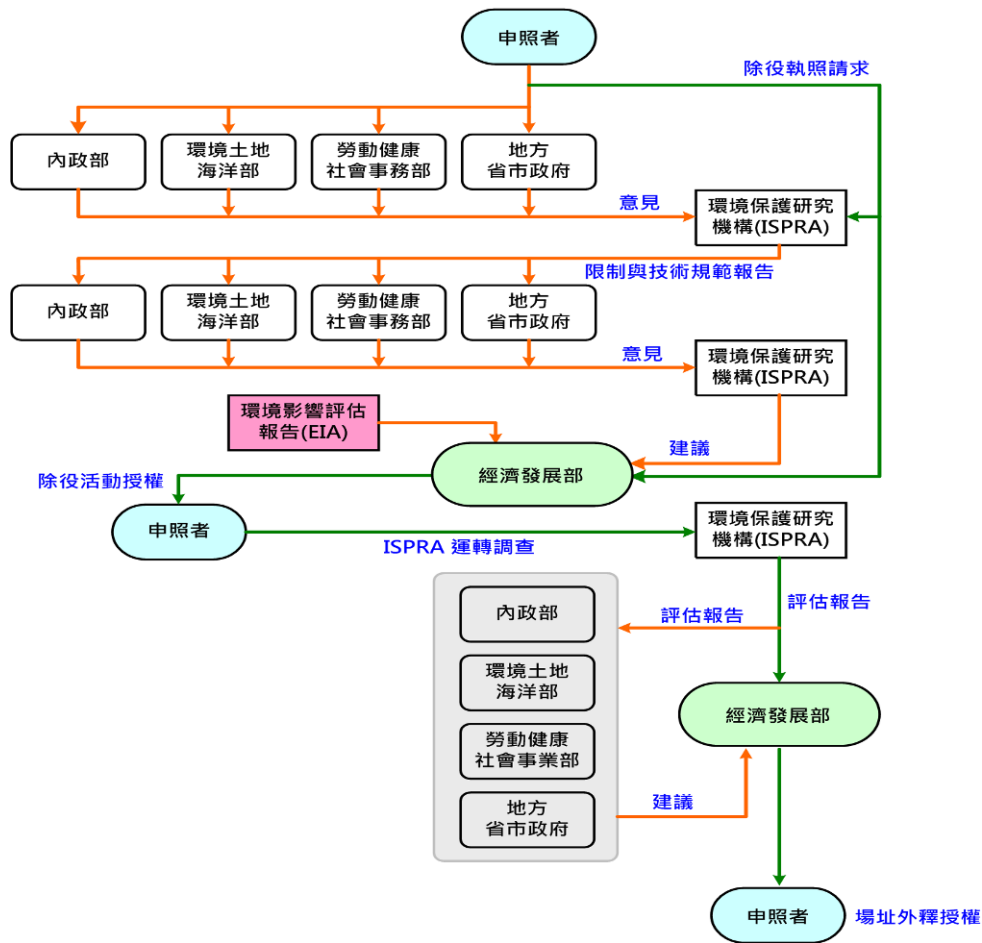 申照者
除役執照請求
內政部
環境土地
海洋部
勞動健康
社會事務部
地方
省市政府
意見
環境保護研究
機構(ISPRA)
限制與技術規範報告
內政部
環境土地
海洋部
勞動健康
社會事務部
地方
省市政府
意見
環境保護研究
機構(ISPRA)
環境影響評估
報告(EIA)
建議
經濟發展部
除役活動授權
申照者
ISPRA 運轉調查
環境保護研究
機構(ISPRA)
內政部
評估報告
評估報告
環境土地
海洋部
經濟發展部
勞動健康
社會事業部
地方
省市政府
建議
申照者
場址外釋授權